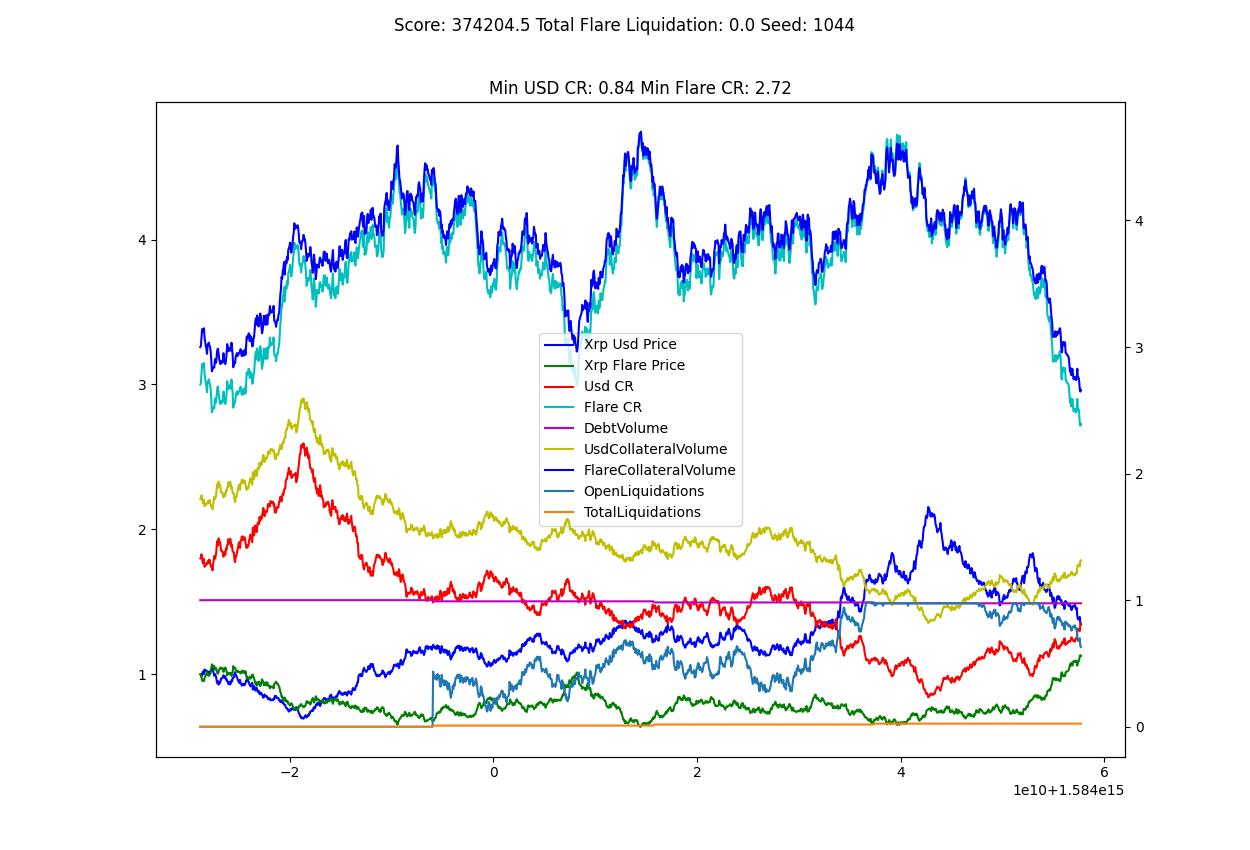 Score: 374204.5 Total Flare Liquidation: 0.0 Seed: 1044
Min USD CR: 0.84 Min Flare CR: 2.72
4
3
2
1
4
3
2
1
0
Xrp Usd Price
Xrp Flare Price
Usd CR
Flare CR
DebtVolume
UsdCollateralVolume
FlareCollateralVolume
OpenLiquidations
TotalLiquidations
−2 0 2 4 6
1e10+1.584e15